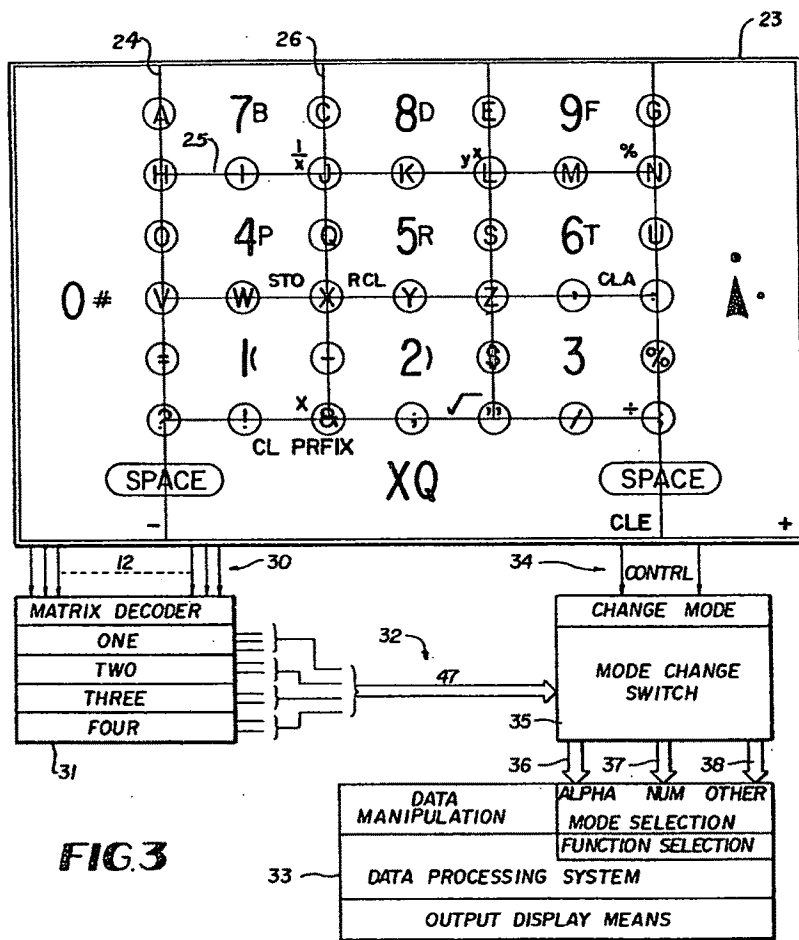 24 26 23
A 7B C 8D E 9F G
25 1/x yˣ %
H I J K L M N
O 4P Q 5R S 6T U
STO RCL CLA
0# V W X Y Z
= 1( - 2) $ 3 %
X √ ÷
? ! & ; " /
CL PRFIX
SPACE XQ SPACE
- CLE +
12 30 34 CONTRL
MATRIX DECODER CHANGE MODE
ONE
TWO
THREE
FOUR
32
47
MODE CHANGE
SWITCH
35
31
36 37 38
DATA
MANIPULATION
ALPHA NUM OTHER
MODE SELECTION
FUNCTION SELECTION
33 DATA PROCESSING SYSTEM
OUTPUT DISPLAY MEANS
FIG.3